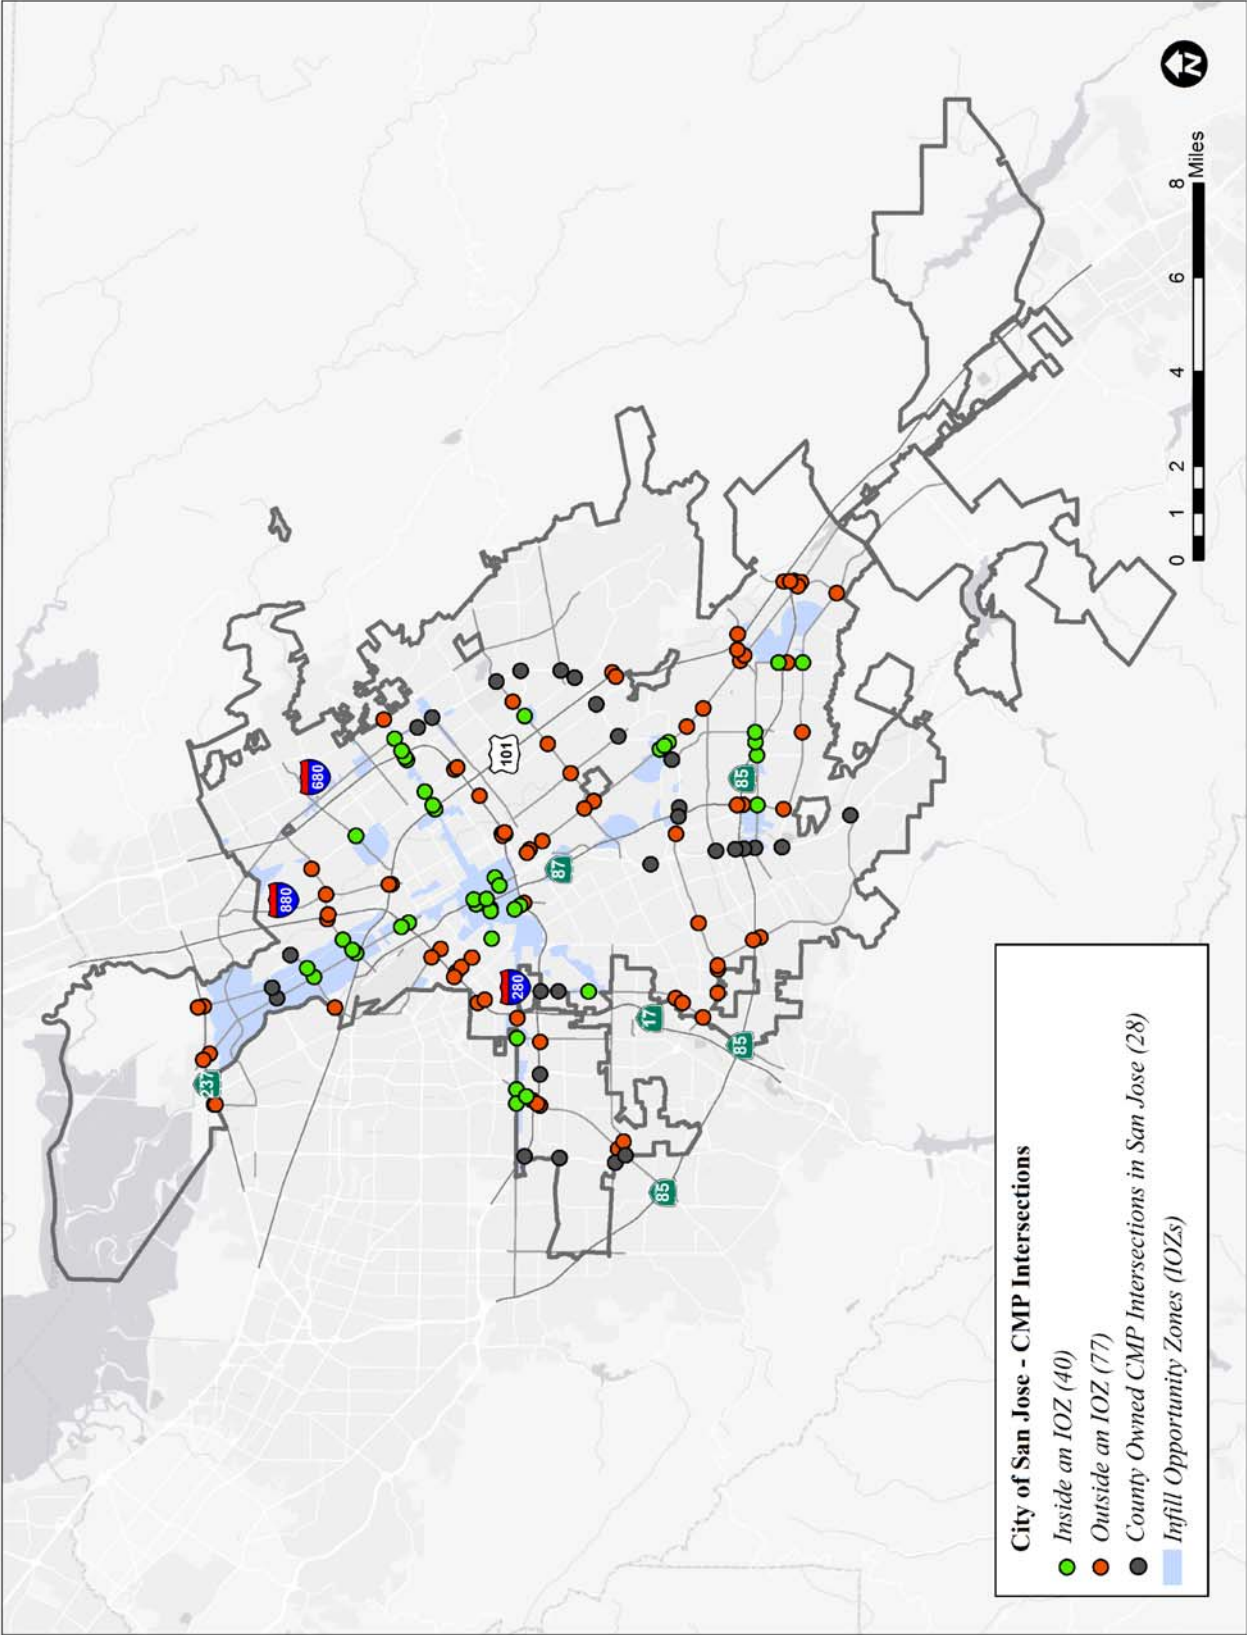 City of San Jose - CMP Intersections
Inside an IOZ (40)
Outside an IOZ (77)
County Owned CMP Intersections in San Jose (28)
Infill Opportunity Zones (IOZs)
237
880
680
101
280
87
17
85
85
85
0 1 2 4 6 8 Miles
N